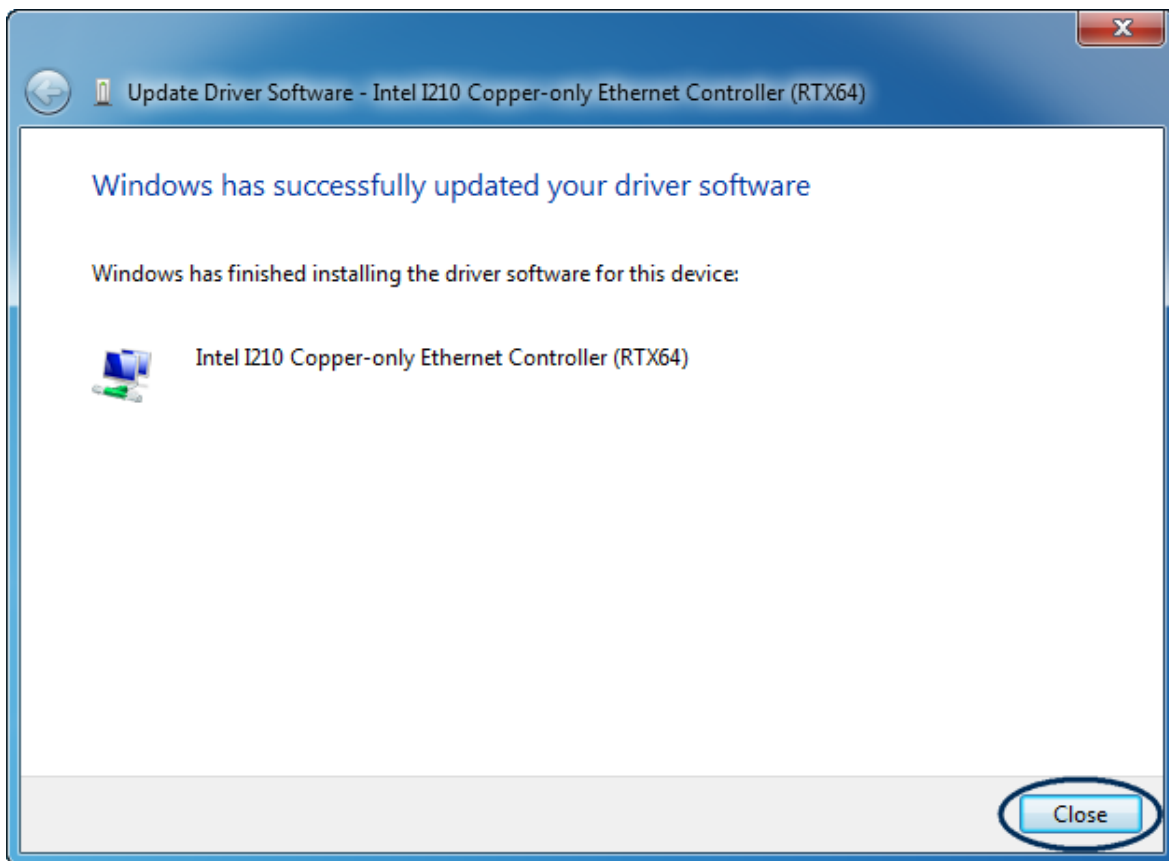 Update Driver Software - Intel I210 Copper-only Ethernet Controller (RTX64)
Windows has successfully updated your driver software
Windows has finished installing the driver software for this device:
Intel I210 Copper-only Ethernet Controller (RTX64)
Close